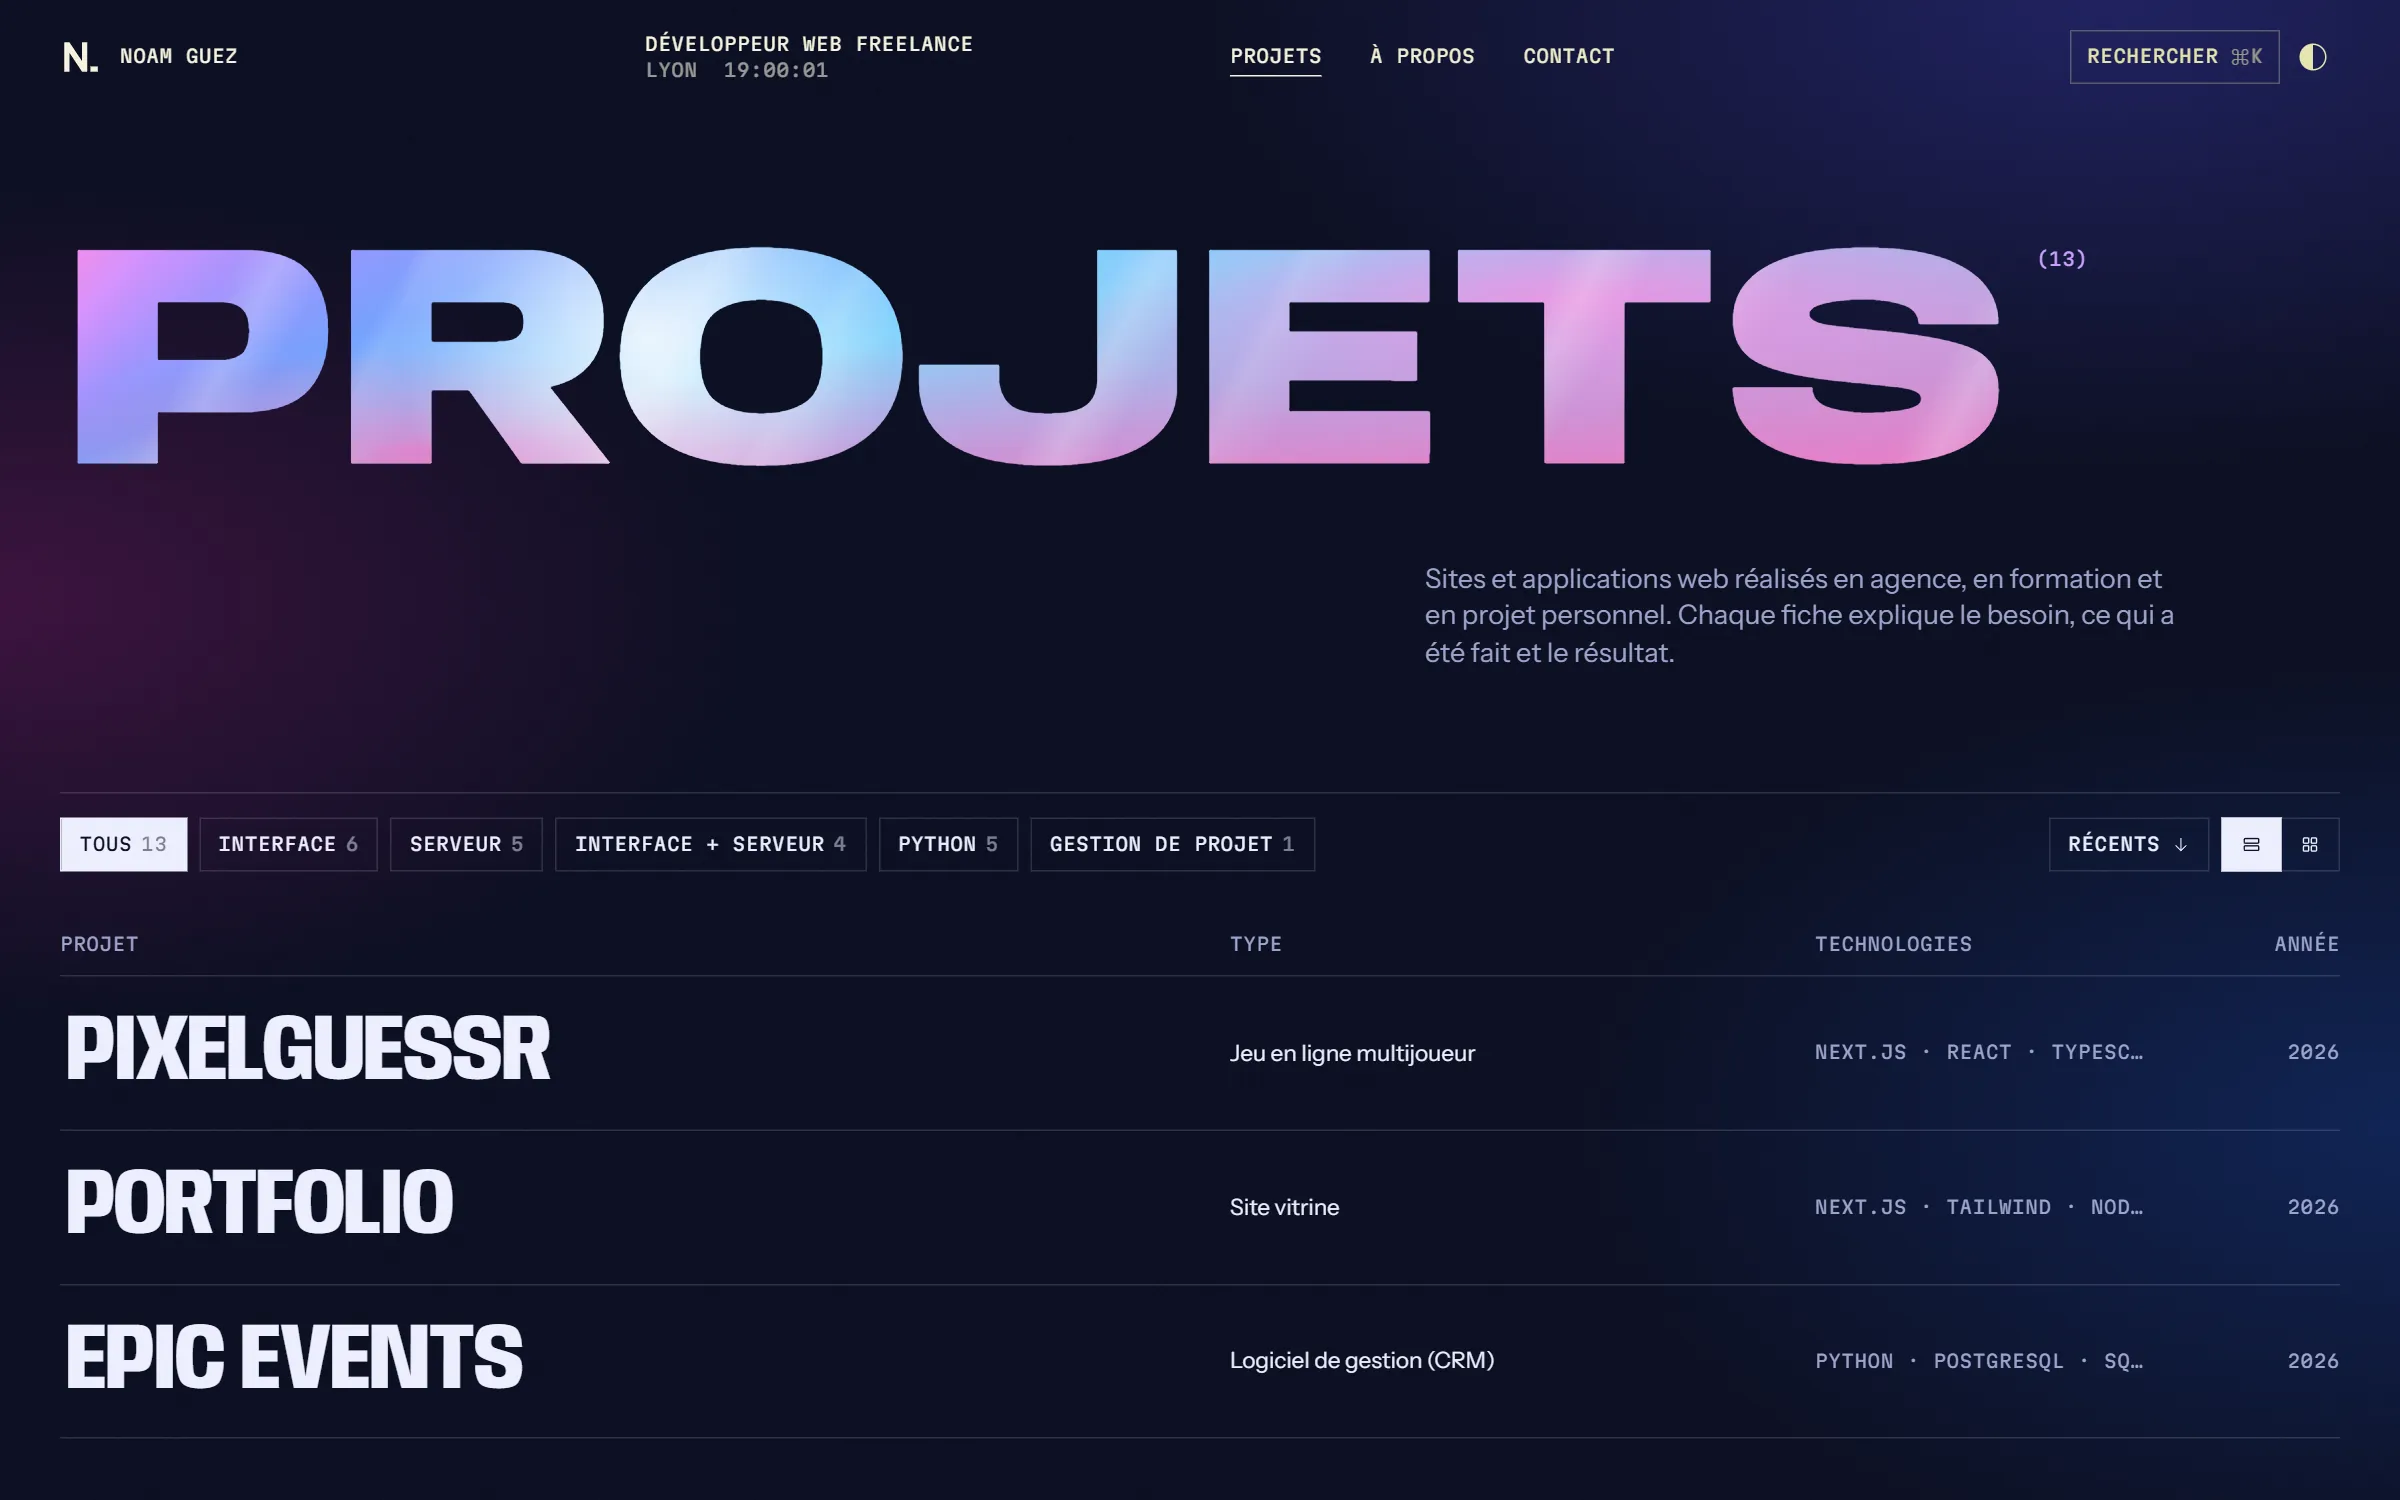 N. NOAM GUEZ
DÉVELOPPEUR WEB FREELANCE
LYON 19:00:01
PROJETS À PROPOS CONTACT
RECHERCHER ⌘K
PROJETS (13)
Sites et applications web réalisés en agence, en formation et
en projet personnel. Chaque fiche explique le besoin, ce qui a
été fait et le résultat.
TOUS 13 INTERFACE 6 SERVEUR 5 INTERFACE + SERVEUR 4 PYTHON 5 GESTION DE PROJET 1 RÉCENTS ↓
PROJET TYPE TECHNOLOGIES ANNÉE
PIXELGUESSR Jeu en ligne multijoueur NEXT.JS · REACT · TYPESC… 2026
PORTFOLIO Site vitrine NEXT.JS · TAILWIND · NOD… 2026
EPIC EVENTS Logiciel de gestion (CRM) PYTHON · POSTGRESQL · SQ… 2026